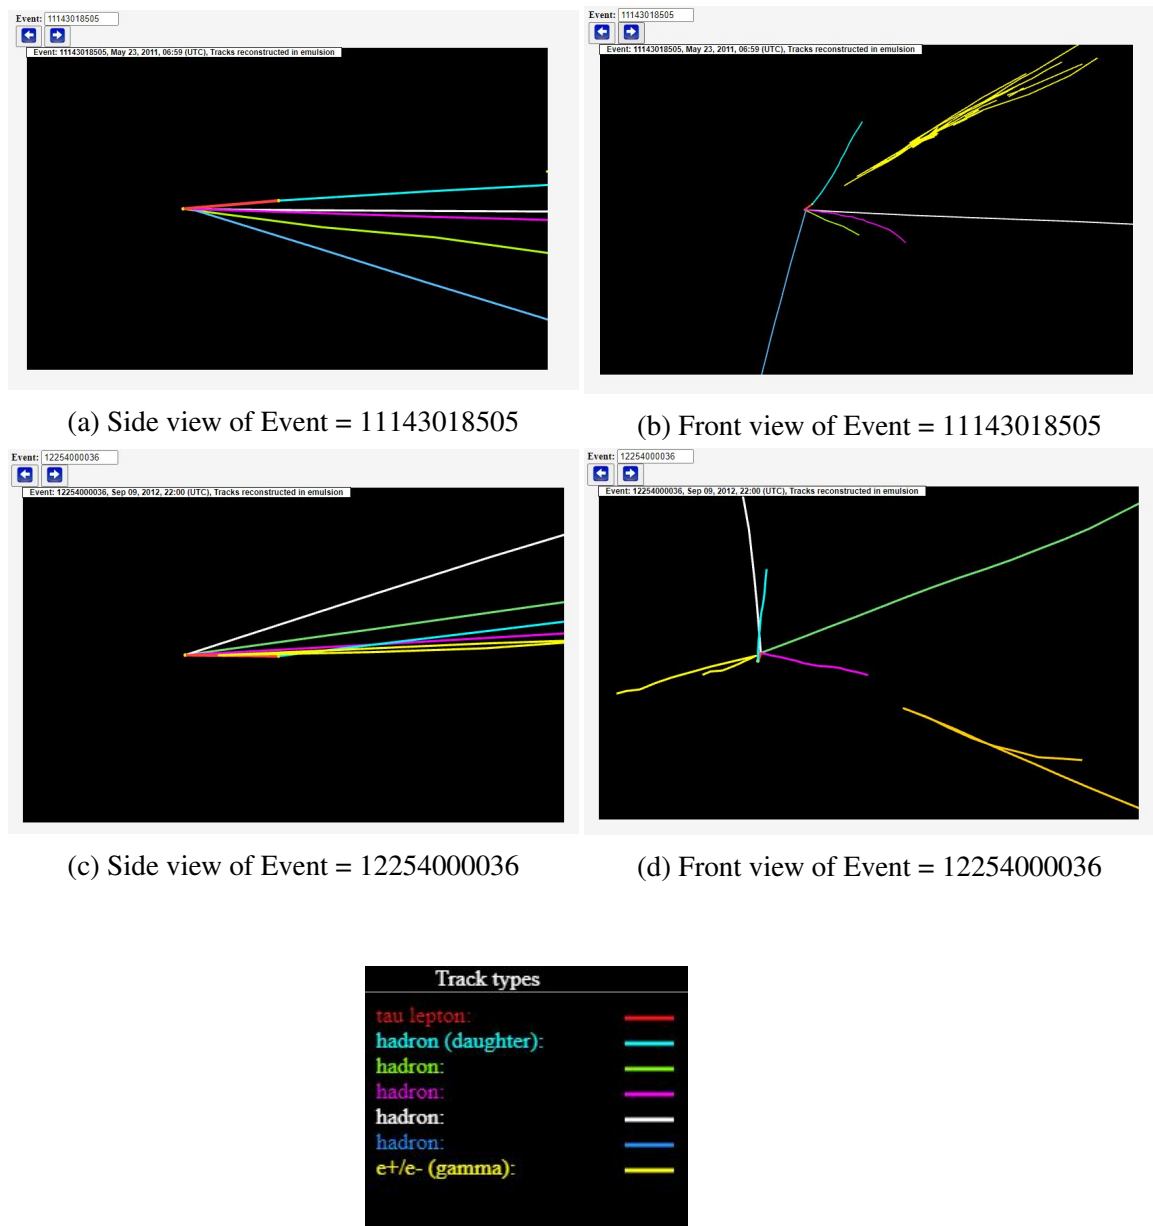 Event: 11143018505
Event: 11143018505, May 23, 2011, 06:59 (UTC), Tracks reconstructed in emulsion
Event: 11143018505
Event: 11143018505, May 23, 2011, 06:59 (UTC), Tracks reconstructed in emulsion
(a) Side view of Event = 11143018505
(b) Front view of Event = 11143018505
Event: 12254000036
Event: 12254000036, Sep 09, 2012, 22:00 (UTC), Tracks reconstructed in emulsion
Event: 12254000036
Event: 12254000036, Sep 09, 2012, 22:00 (UTC), Tracks reconstructed in emulsion
(c) Side view of Event = 12254000036
(d) Front view of Event = 12254000036
Track types
tau lepton:
hadron (daughter):
hadron:
hadron:
hadron:
hadron:
e+/e- (gamma):